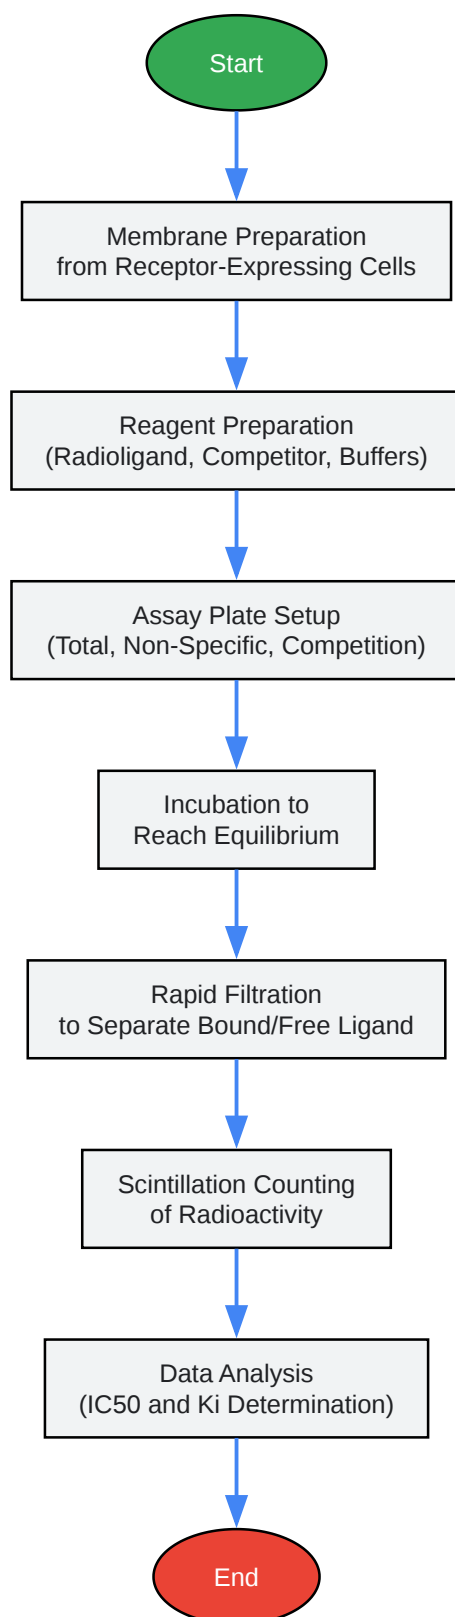 Start
Membrane Preparation
from Receptor-Expressing Cells
Reagent Preparation
(Radioligand, Competitor, Buffers)
Assay Plate Setup
(Total, Non-Specific, Competition)
Incubation to
Reach Equilibrium
Rapid Filtration
to Separate Bound/Free Ligand
Scintillation Counting
of Radioactivity
Data Analysis
(IC50 and Ki Determination)
End